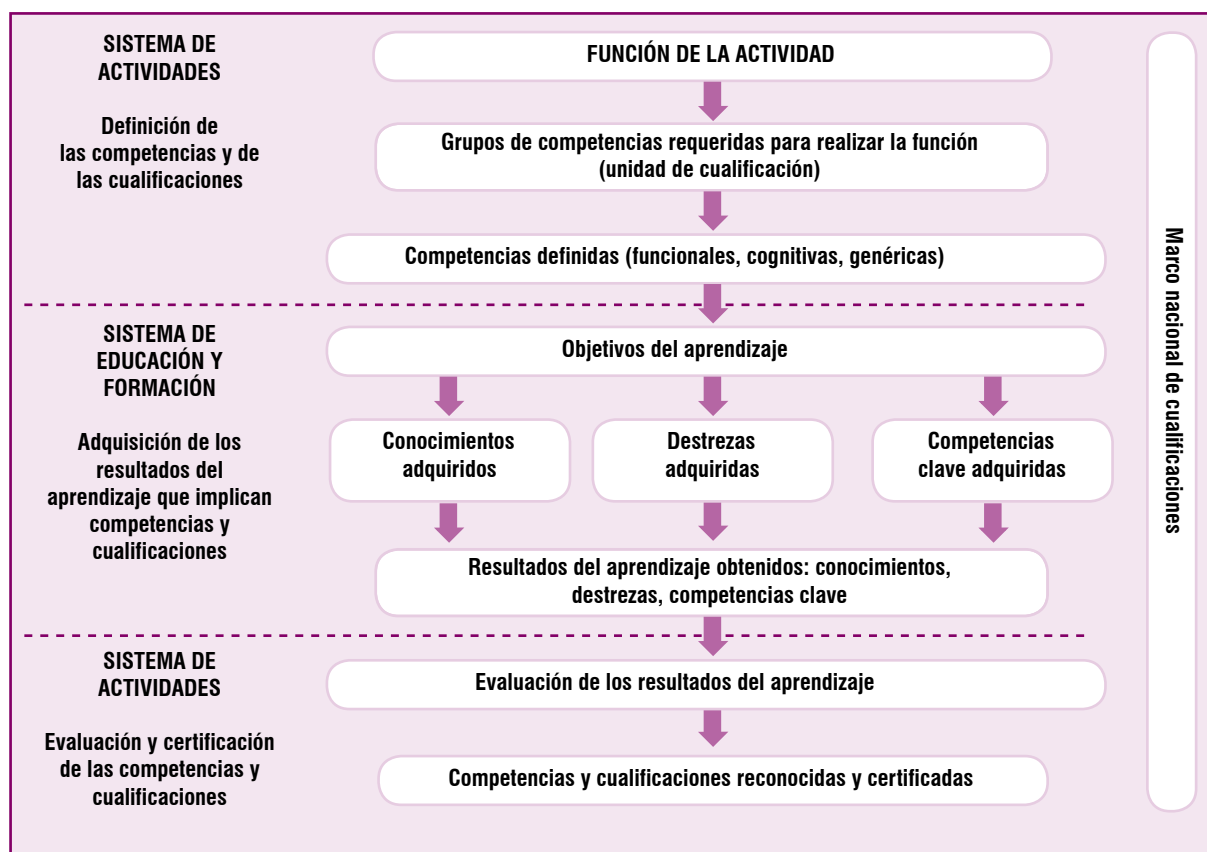 SISTEMA DE
ACTIVIDADES
Definición de
las competencias y de
las cualificaciones
FUNCIÓN DE LA ACTIVIDAD
Grupos de competencias requeridas para realizar la función
(unidad de cualificación)
Competencias definidas (funcionales, cognitivas, genéricas)
SISTEMA DE
EDUCACIÓN Y
FORMACIÓN
Adquisición de los
resultados del
aprendizaje que implican
competencias y
cualificaciones
Objetivos del aprendizaje
Conocimientos
adquiridos
Destrezas
adquiridas
Competencias
clave adquiridas
Resultados del aprendizaje obtenidos: conocimientos,
destrezas, competencias clave
SISTEMA DE
ACTIVIDADES
Evaluación y certificación
de las competencias y
cualificaciones
Evaluación de los resultados del aprendizaje
Competencias y cualificaciones reconocidas y certificadas
Marco nacional de cualificaciones